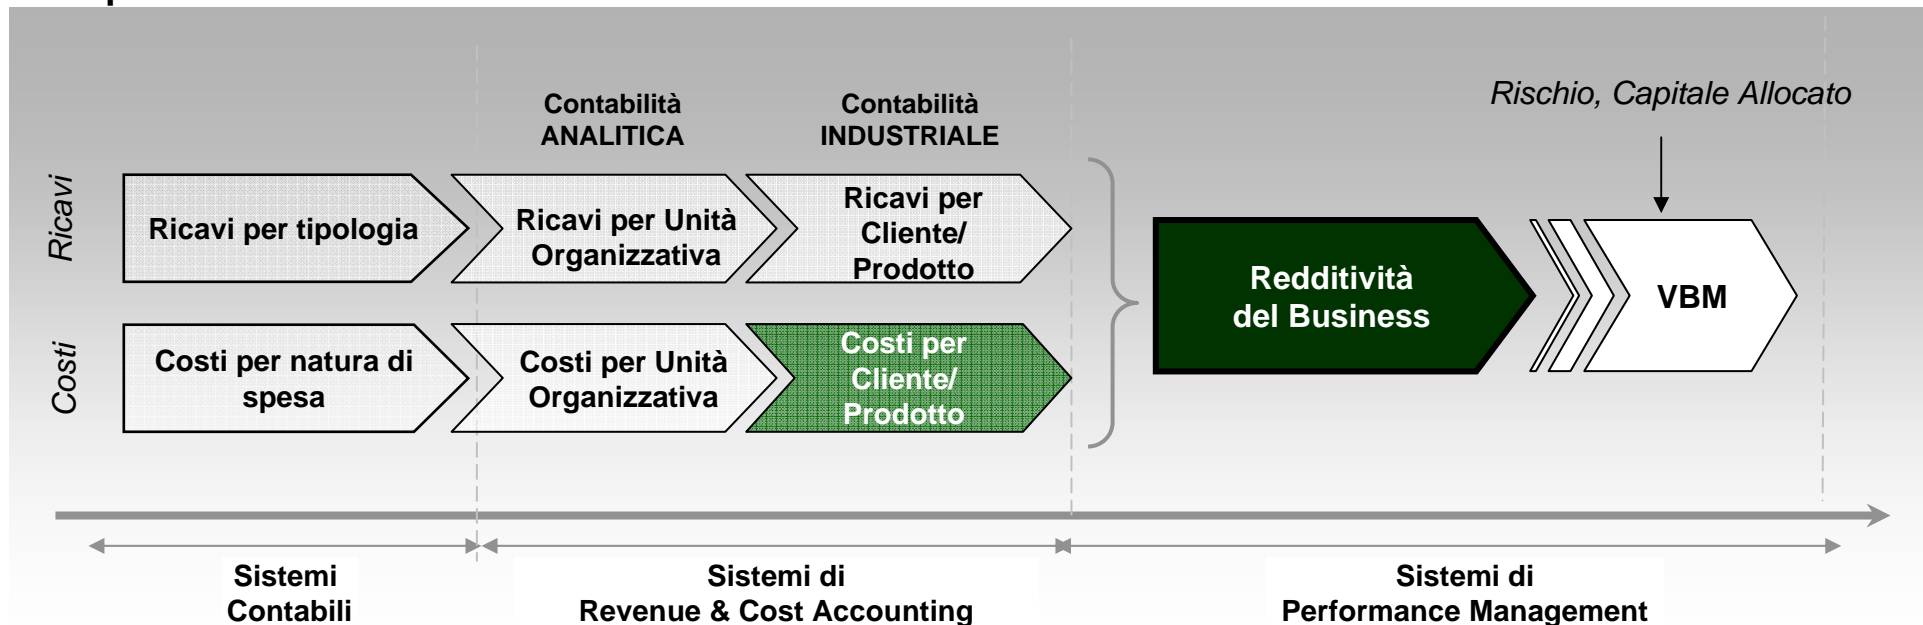 Contabilità
ANALITICA
Contabilità
INDUSTRIALE
Rischio, Capitale Allocato
Ricavi
Ricavi per tipologia
Ricavi per Unità
Organizzativa
Ricavi per
Cliente/
Prodotto
Redditività
del Business
VBM
Costi
Costi per natura di
spesa
Costi per Unità
Organizzativa
Costi per
Cliente/
Prodotto
Sistemi
Contabili
Sistemi di
Revenue & Cost Accounting
Sistemi di
Performance Management